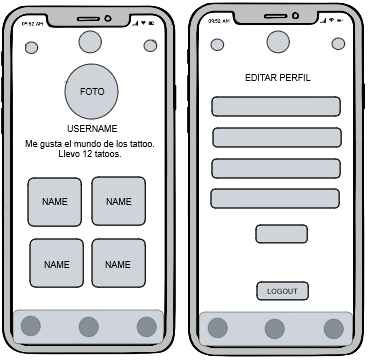 09:52 AM
FOTO
USERNAME
Me gusta el mundo de los tattoo.
Llevo 12 tatoos.
NAME
NAME
NAME
NAME
09:52 AM
EDITAR PERFIL
LOGOUT